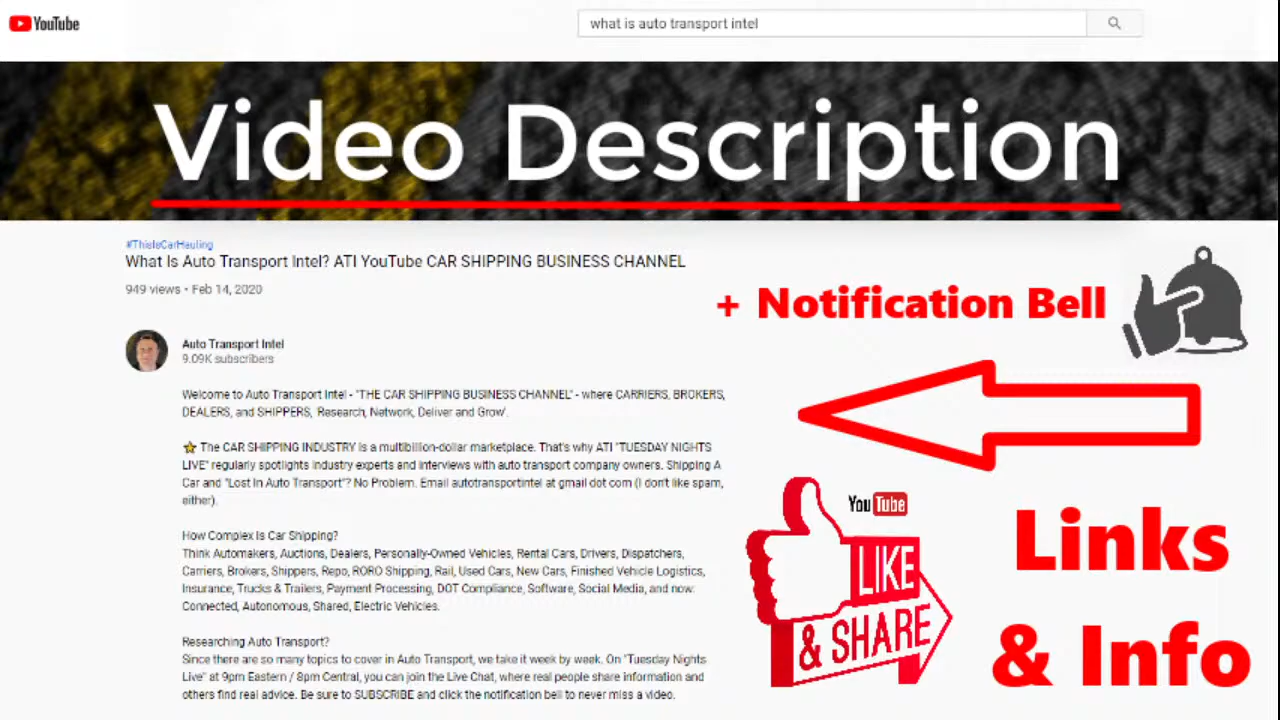 YouTube
what is auto transport intel
Video Description
#ThisIsCarHauling
What Is Auto Transport Intel? ATI YouTube CAR SHIPPING BUSINESS CHANNEL
949 views • Feb 14, 2020
+ Notification Bell
Auto Transport Intel
9.09K subscribers
Welcome to Auto Transport Intel - "THE CAR SHIPPING BUSINESS CHANNEL" - where CARRIERS, BROKERS,
DEALERS, and SHIPPERS, 'Research, Network, Deliver and Grow'.
⭐ The CAR SHIPPING INDUSTRY is a multibillion-dollar marketplace. That's why ATI "TUESDAY NIGHTS
LIVE" regularly spotlights industry experts and interviews with auto transport company owners. Shipping A
Car and "Lost In Auto Transport"? No Problem. Email autotransportintel at gmail dot com (I don't like spam,
either).
How Complex Is Car Shipping?
Think Automakers, Auctions, Dealers, Personally-Owned Vehicles, Rental Cars, Drivers, Dispatchers,
Carriers, Brokers, Shippers, Repo, RORO Shipping, Rail, Used Cars, New Cars, Finished Vehicle Logistics,
Insurance, Trucks & Trailers, Payment Processing, DOT Compliance, Software, Social Media, and now:
Connected, Autonomous, Shared, Electric Vehicles.
Researching Auto Transport?
Since there are so many topics to cover in Auto Transport, we take it week by week. On "Tuesday Nights
Live" at 9pm Eastern / 8pm Central, you can join the Live Chat, where real people share information and
others find real advice. Be sure to SUBSCRIBE and click the notification bell to never miss a video.
YouTube
LIKE
& SHARE
Links
& Info